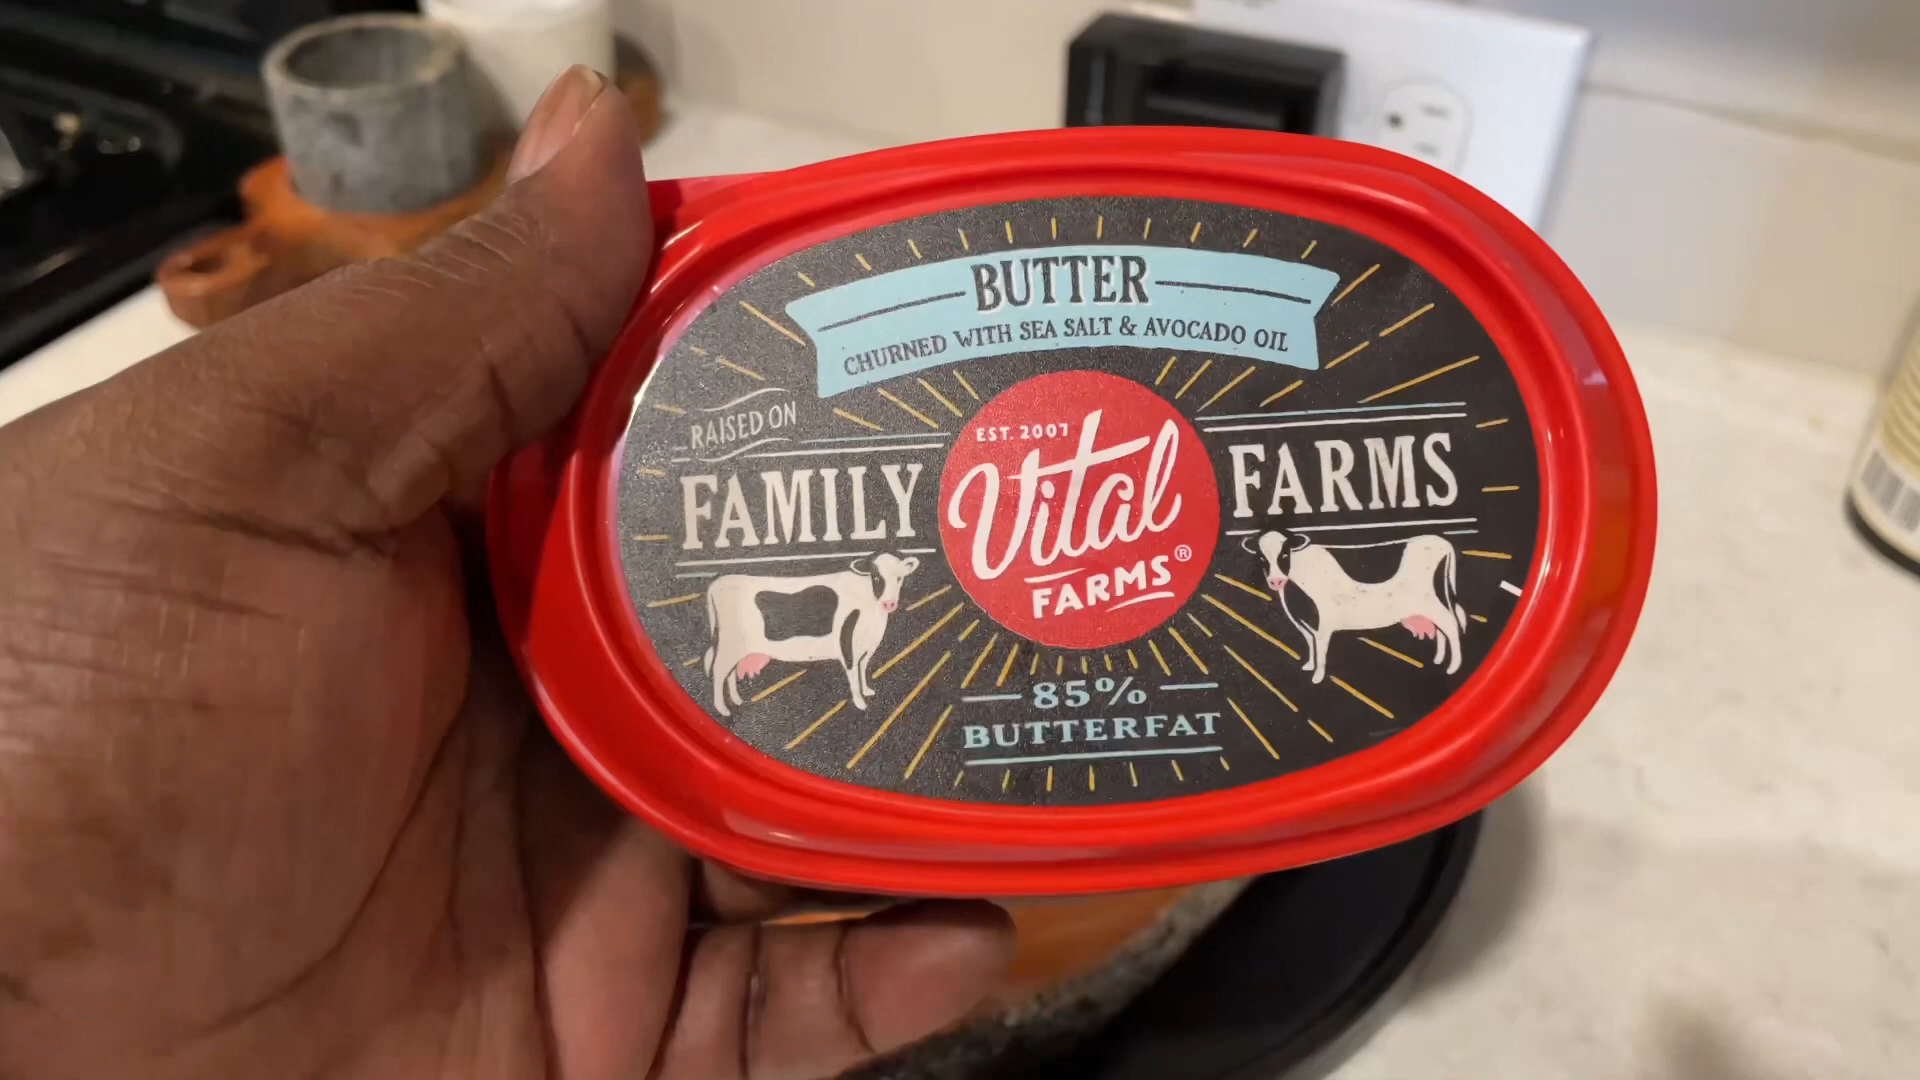 BUTTER
CHURNED WITH SEA SALT & AVOCADO OIL
RAISED ON
FAMILY FARMS
EST. 2007
Vital
FARMS®
85%
BUTTERFAT